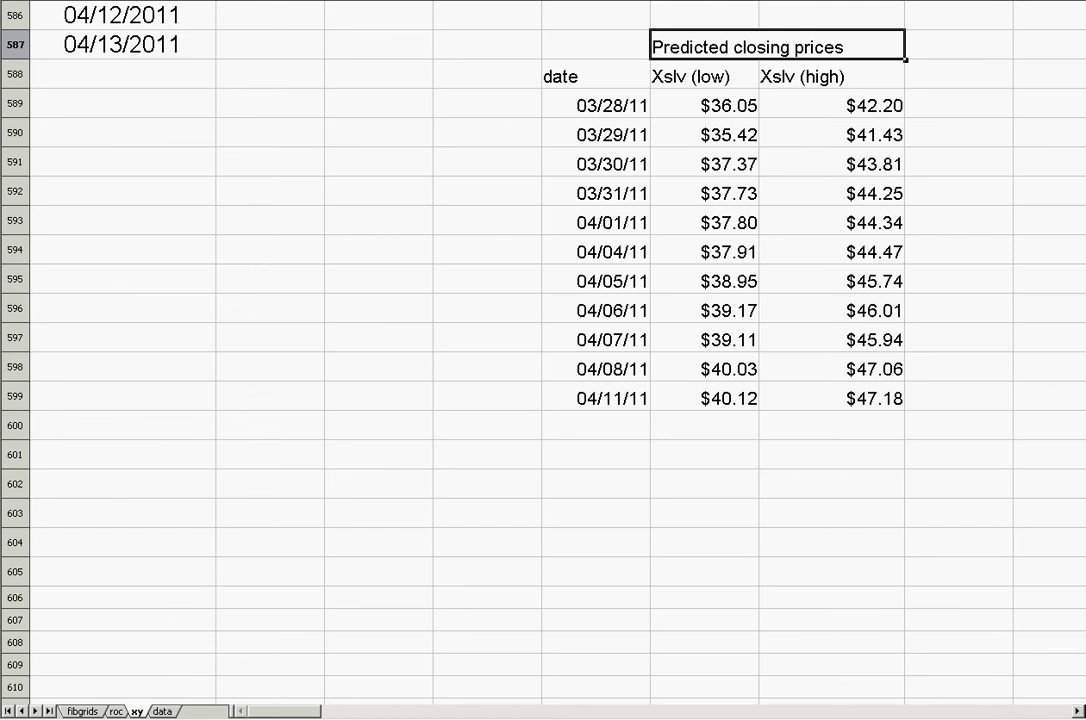 586 04/12/2011
587 04/13/2011 Predicted closing prices
588 date Xslv (low) Xslv (high)
589 03/28/11 $36.05 $42.20
590 03/29/11 $35.42 $41.43
591 03/30/11 $37.37 $43.81
592 03/31/11 $37.73 $44.25
593 04/01/11 $37.80 $44.34
594 04/04/11 $37.91 $44.47
595 04/05/11 $38.95 $45.74
596 04/06/11 $39.17 $46.01
597 04/07/11 $39.11 $45.94
598 04/08/11 $40.03 $47.06
599 04/11/11 $40.12 $47.18
600
601
602
603
604
605
606
607
608
609
610
fibgrids roc xy data